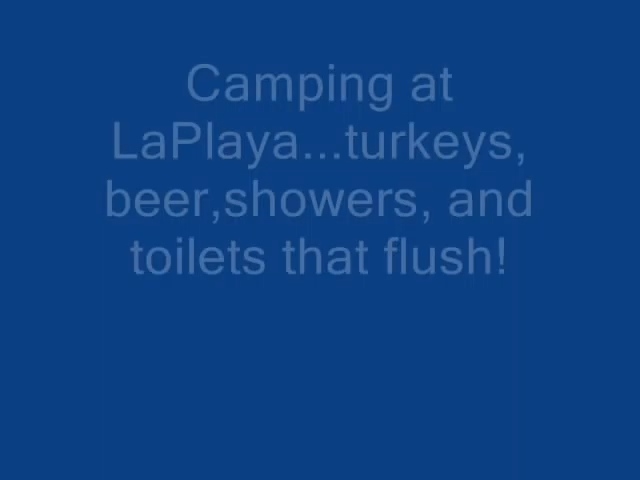 Camping at
LaPlaya...turkeys,
beer,showers, and
toilets that flush!